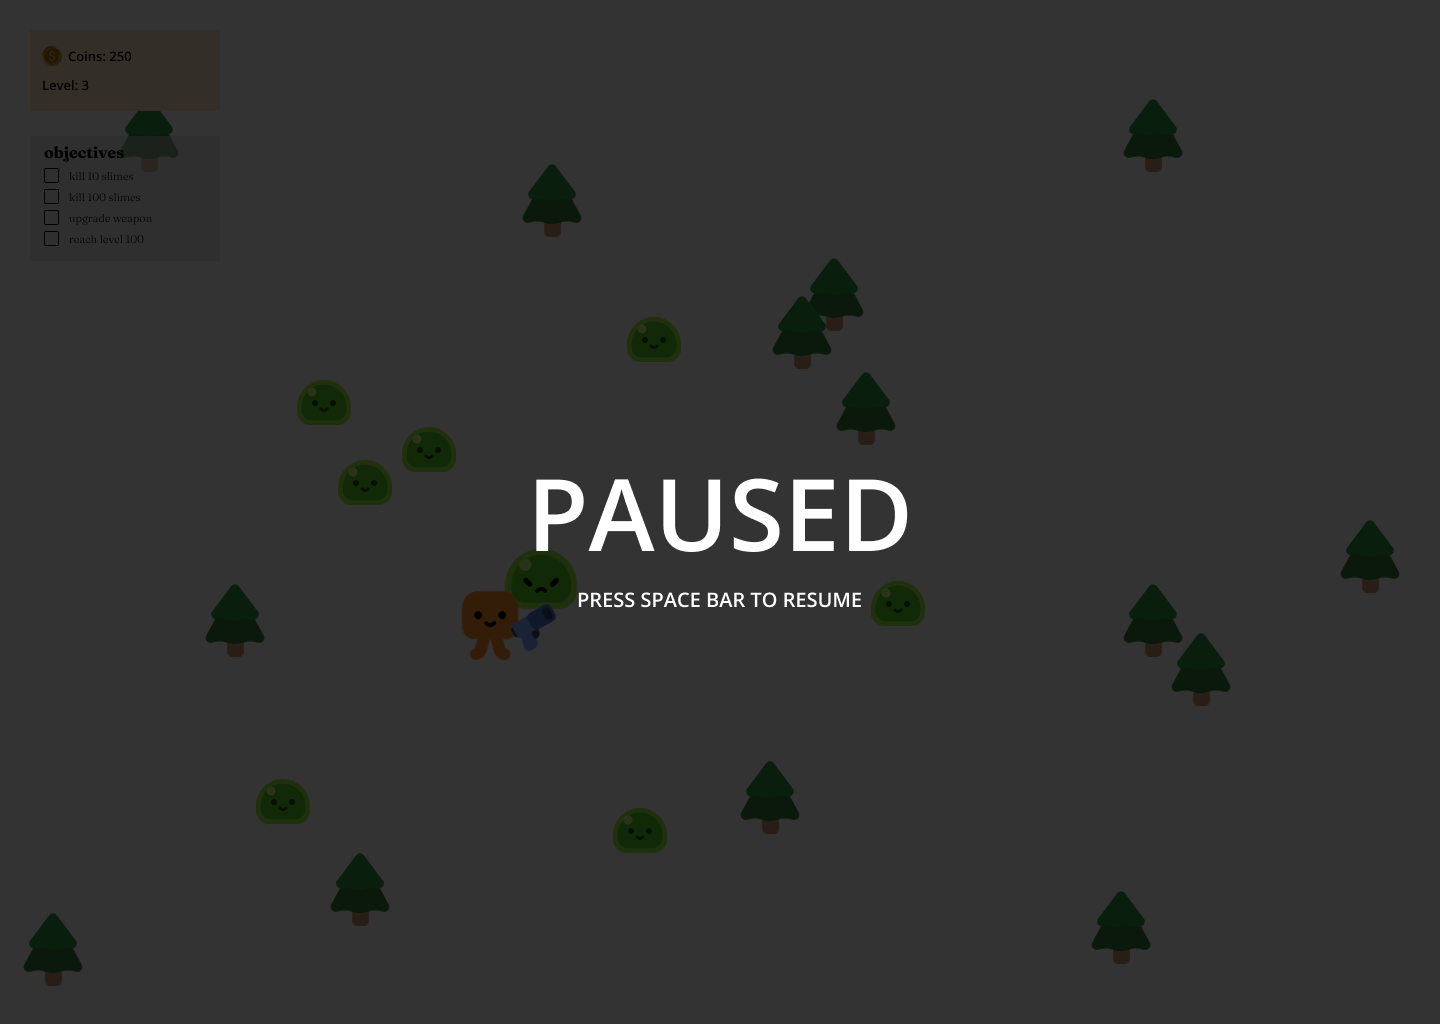 Coins: 250
Level: 3
objectives
kill 10 slimes
kill 100 slimes
upgrade weapon
reach level 100
PAUSED
PRESS SPACE BAR TO RESUME